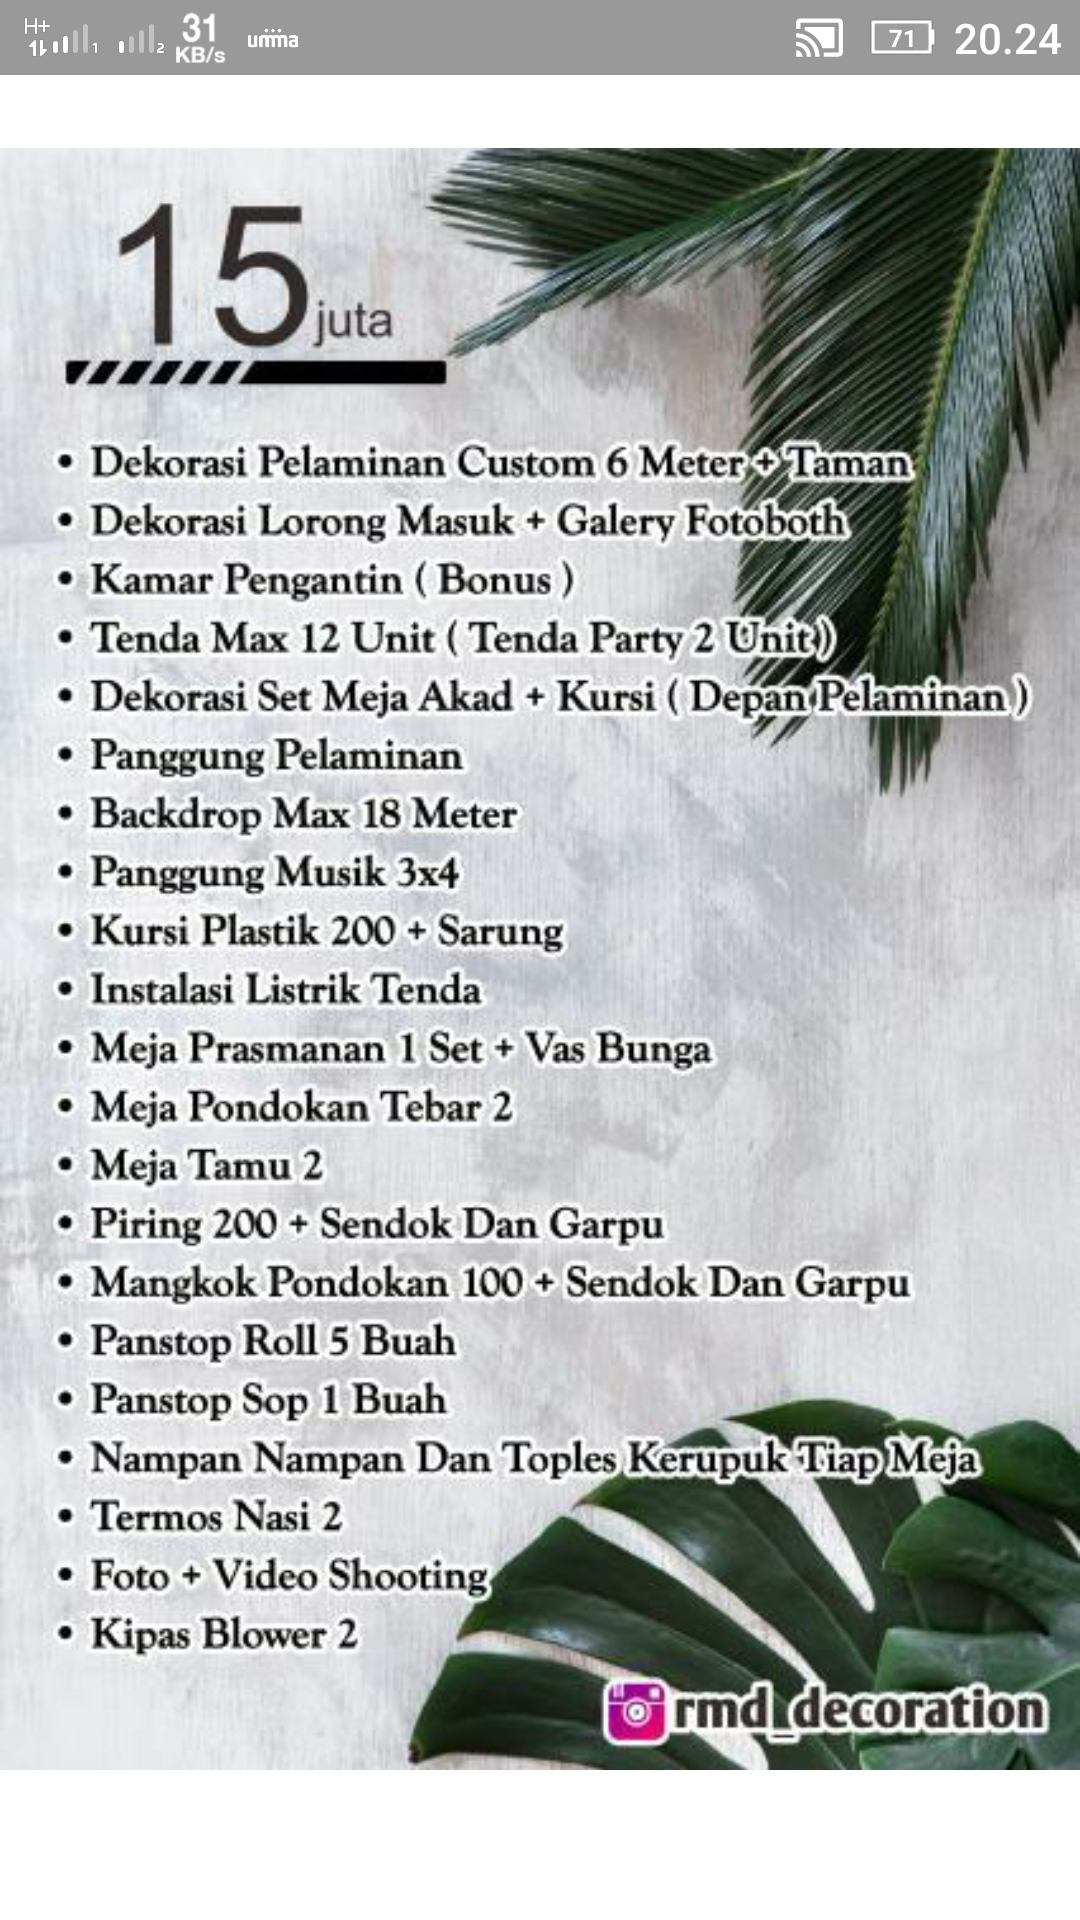 H+
1 2
31
KB/s
umma
71
20.24
15 juta
• Dekorasi Pelaminan Custom 6 Meter + Taman
• Dekorasi Lorong Masuk + Galery Fotoboth
• Kamar Pengantin ( Bonus )
• Tenda Max 12 Unit ( Tenda Party 2 Unit )
• Dekorasi Set Meja Akad + Kursi ( Depan Pelaminan )
• Panggung Pelaminan
• Backdrop Max 18 Meter
• Panggung Musik 3x4
• Kursi Plastik 200 + Sarung
• Instalasi Listrik Tenda
• Meja Prasmanan 1 Set + Vas Bunga
• Meja Pondokan Tebar 2
• Meja Tamu 2
• Piring 200 + Sendok Dan Garpu
• Mangkok Pondokan 100 + Sendok Dan Garpu
• Panstop Roll 5 Buah
• Panstop Sop 1 Buah
• Nampan Nampan Dan Toples Kerupuk Tiap Meja
• Termos Nasi 2
• Foto + Video Shooting
• Kipas Blower 2
rmd_decoration